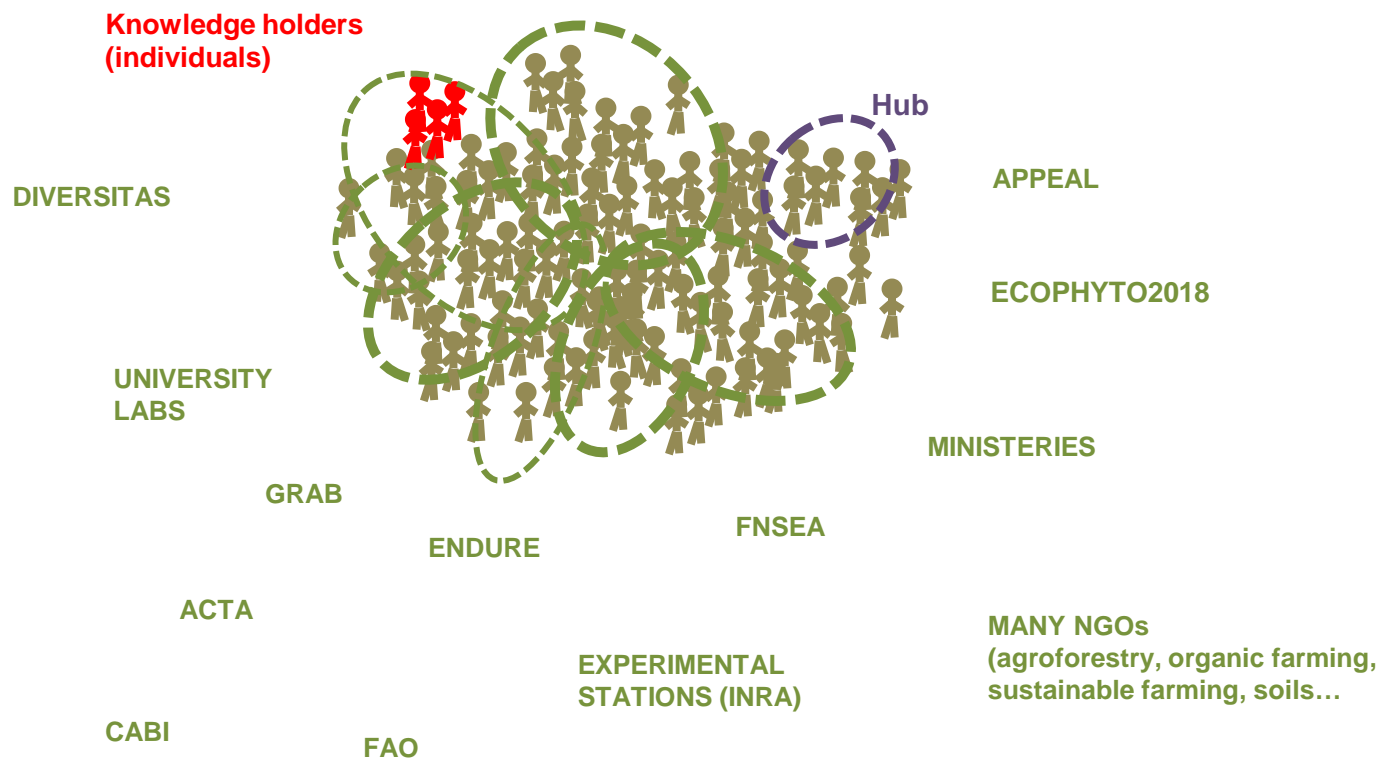 Knowledge holders
(individuals)
Hub
DIVERSITAS
APPEAL
ECOPHYTO2018
UNIVERSITY
LABS
MINISTERIES
GRAB
FNSEA
ENDURE
ACTA
MANY NGOs
(agroforestry, organic farming,
sustainable farming, soils…
EXPERIMENTAL
STATIONS (INRA)
CABI
FAO